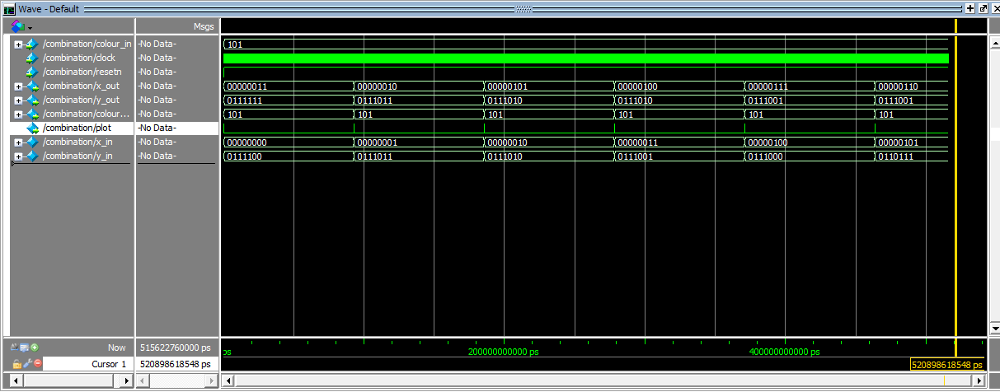 Wave - Default
Msgs
/combination/colour_in -No Data- 101
/combination/clock -No Data-
/combination/resetn -No Data-
/combination/x_out -No Data- 00000011 00000010 00000101 00000100 00000111 00000110
/combination/y_out -No Data- 0111111 0111011 0111010 0111010 0111001 0111001
/combination/colour... -No Data- 101 101 101 101 101 101
/combination/plot -No Data-
/combination/x_in -No Data- 00000000 00000001 00000010 00000011 00000100 00000101
/combination/y_in -No Data- 0111100 0111011 0111010 0111001 0111000 0110111
Now 515622760000 ps ps 200000000000 ps 400000000000 ps
Cursor 1 520898618548 ps 520898618548 ps